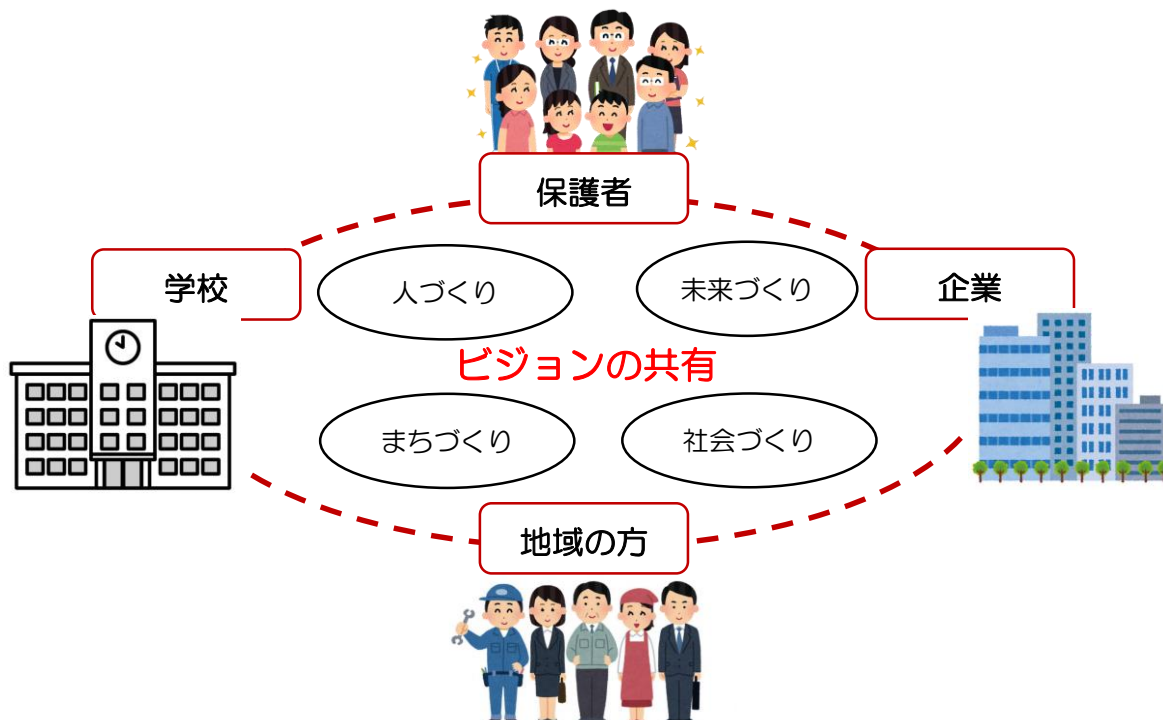 保護者
学校
企業
人づくり
未来づくり
ビジョンの共有
まちづくり
社会づくり
地域の方